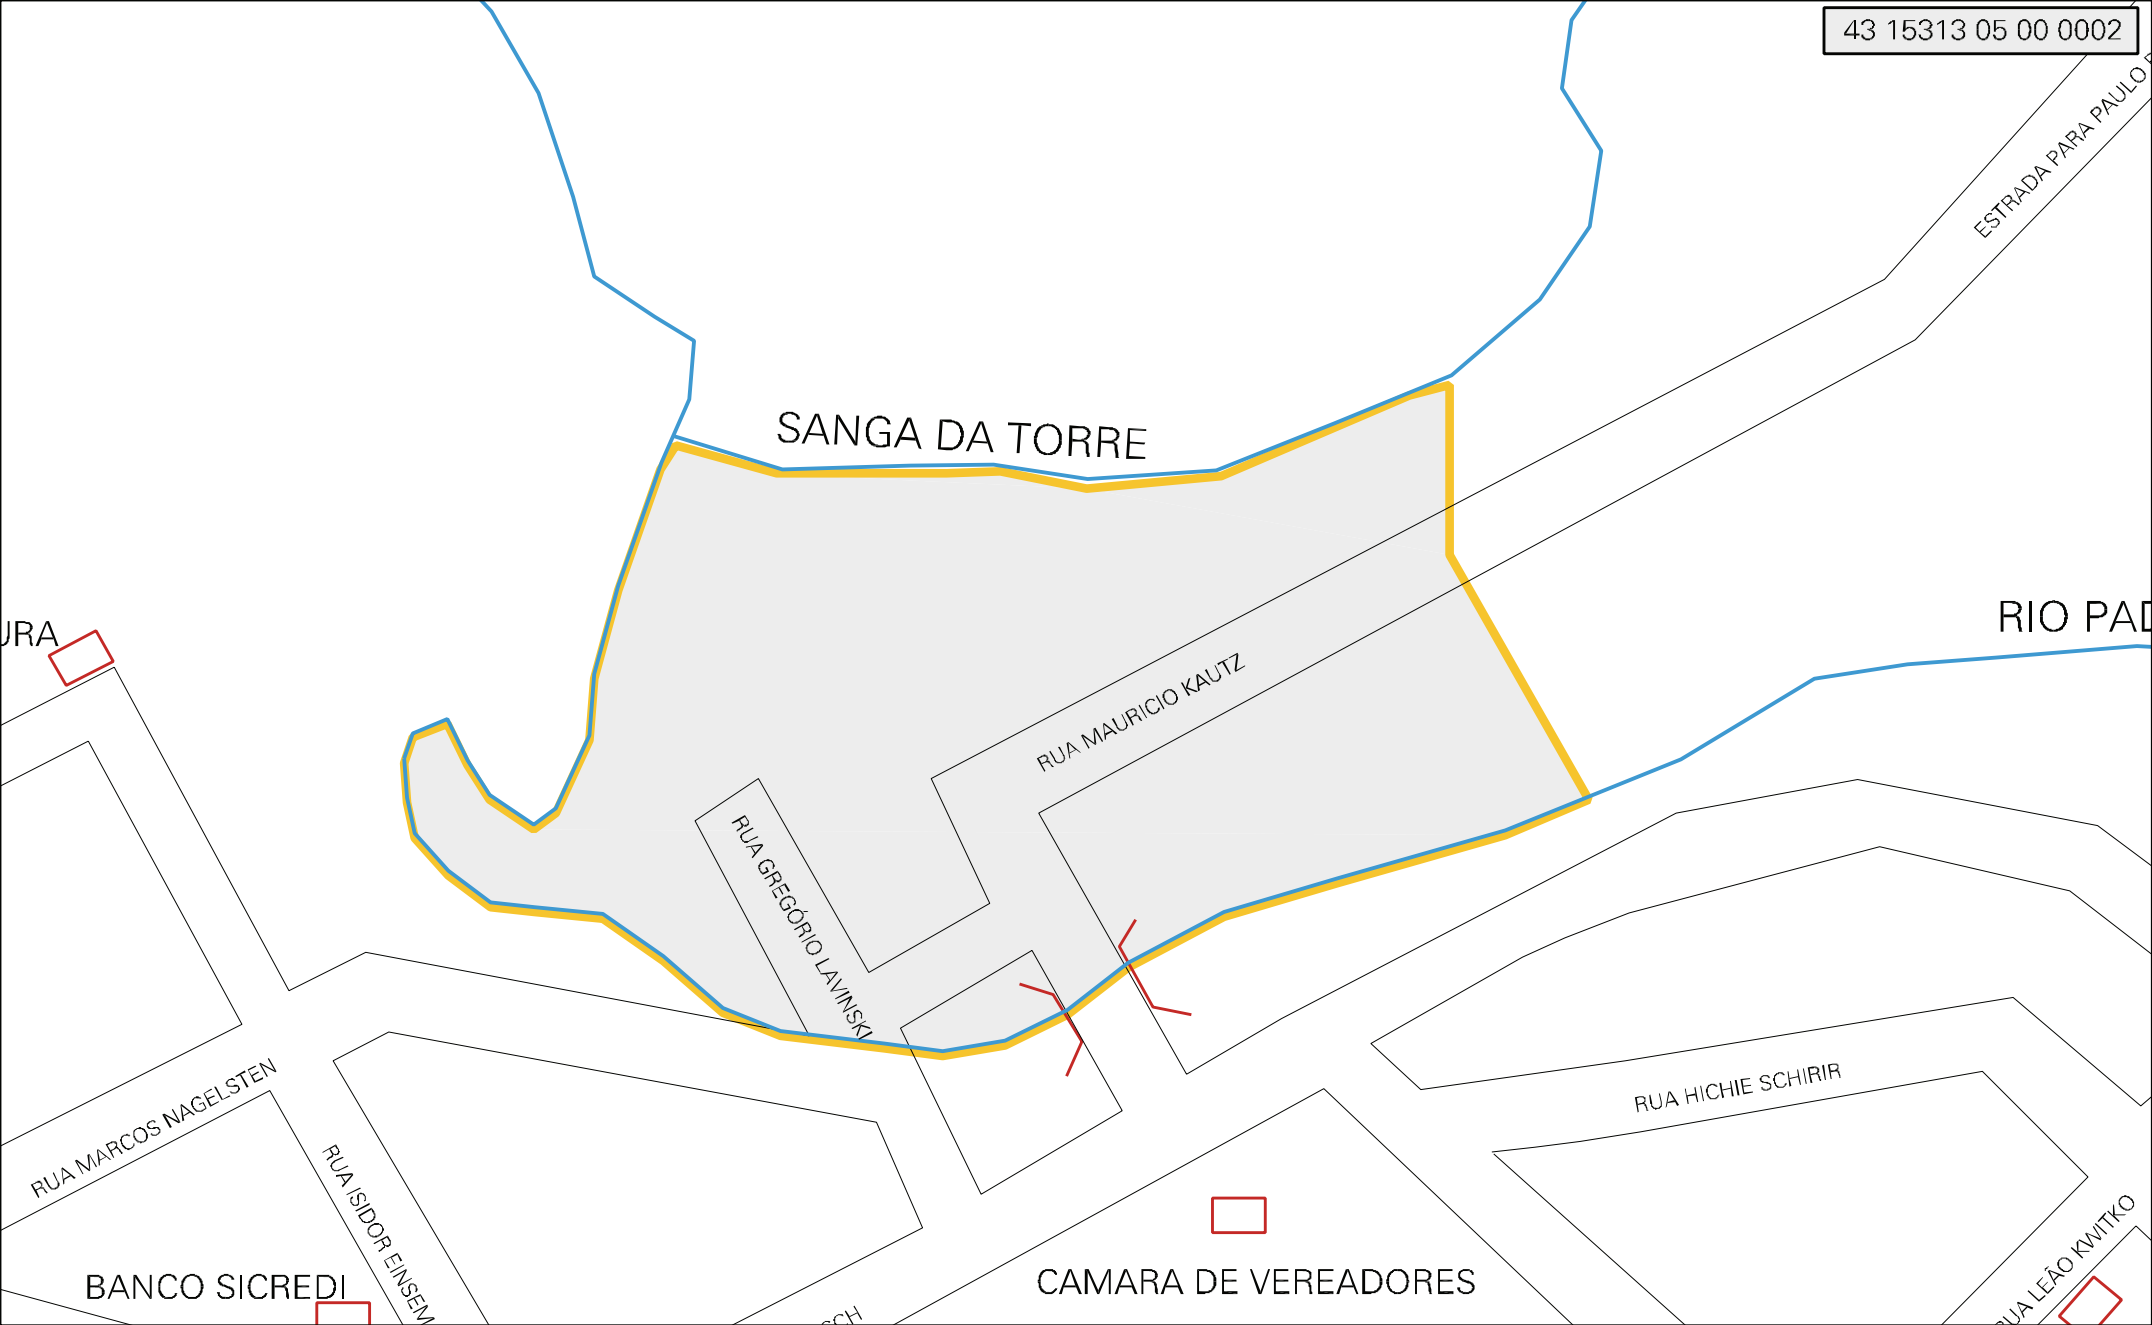 43 15313 05 00 0002
ESTRADA PARA PAULO
SANGA DA TORRE
RIO
RUA MAURICIO KAUTZ
RUA GREGÓRIO LAVINSKI
RUA MARCOS NAGELSTEN
RUA HICHIE SCHIRIR
RUA ISIDOR EINSEM
RUA LEÃO KWITKO
BANCO SICREDI
CAMARA DE VEREADORES